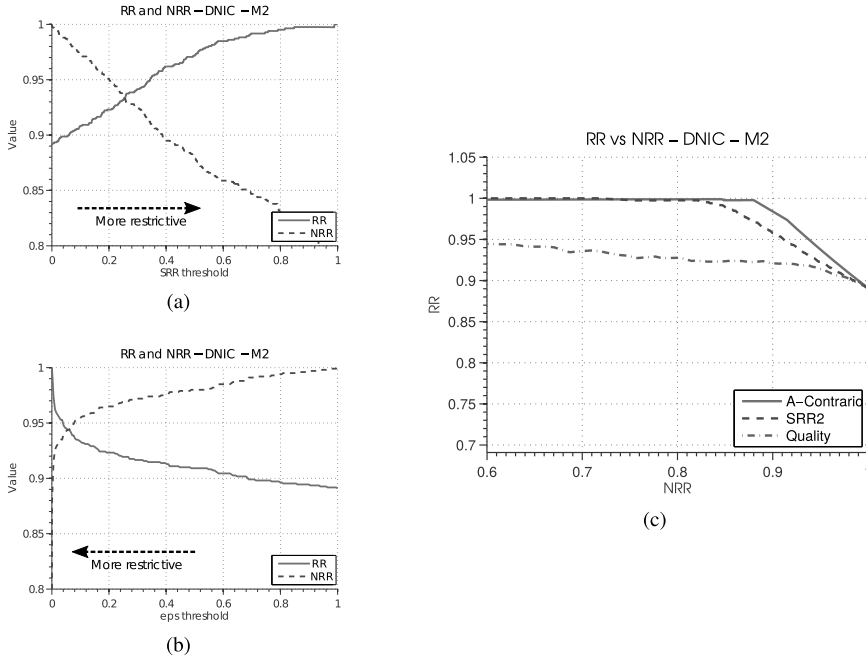 RR and NRR−DNIC −M2
1
0.95
0.9
0.85
0.8
Value
0 0.2 0.4 0.6 0.8 1
SRR threshold
More restrictive
RR
NRR
(a)
RR and NRR−DNIC −M2
1
0.95
0.9
0.85
0.8
Value
0 0.2 0.4 0.6 0.8 1
eps threshold
More restrictive
RR
NRR
(b)
RR vs NRR − DNIC − M2
1.05
1
0.95
0.9
0.85
0.8
0.75
0.7
RR
0.6 0.7 0.8 0.9
NRR
A−Contrario
SRR2
Quality
(c)